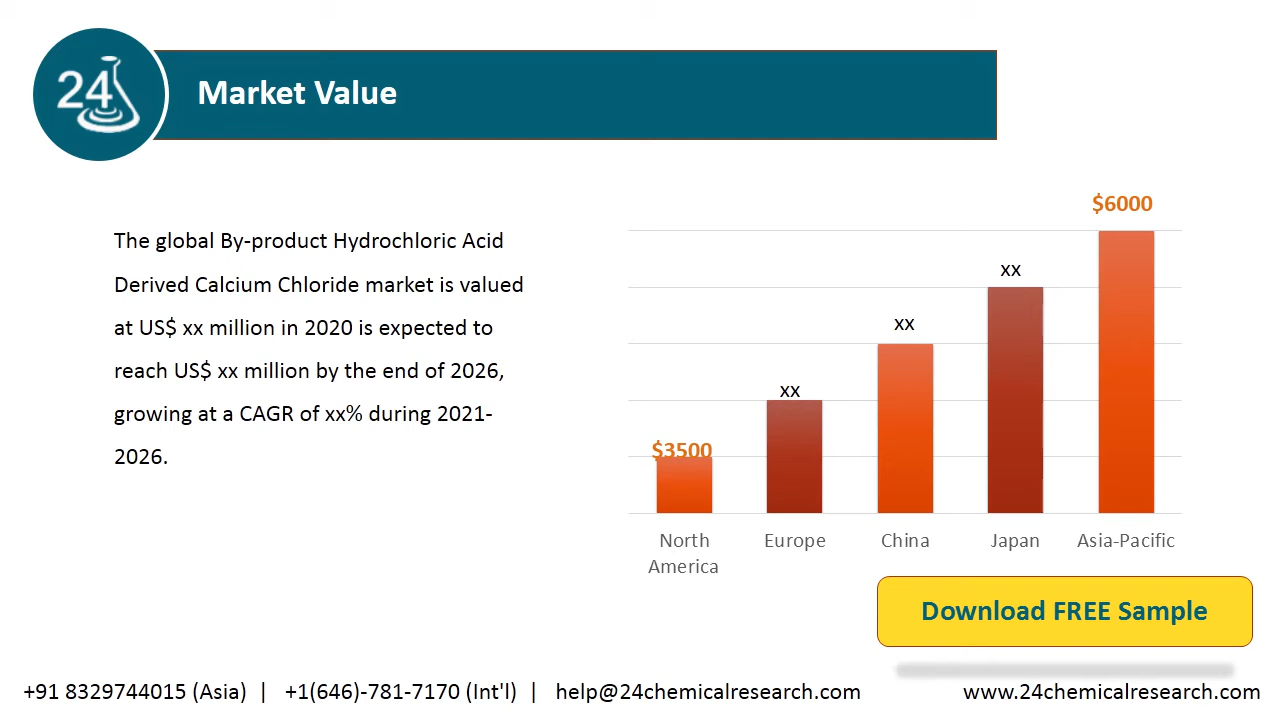 24
Market Value
The global By-product Hydrochloric Acid
Derived Calcium Chloride market is valued
at US$ xx million in 2020 is expected to
reach US$ xx million by the end of 2026,
growing at a CAGR of xx% during 2021-
2026.
$6000
xx
xx
xx
$3500
North
America
Europe
China
Japan
Asia-Pacific
Download FREE Sample
+91 8329744015 (Asia) | +1(646)-781-7170 (Int'l) | help@24chemicalresearch.com
www.24chemicalresearch.com